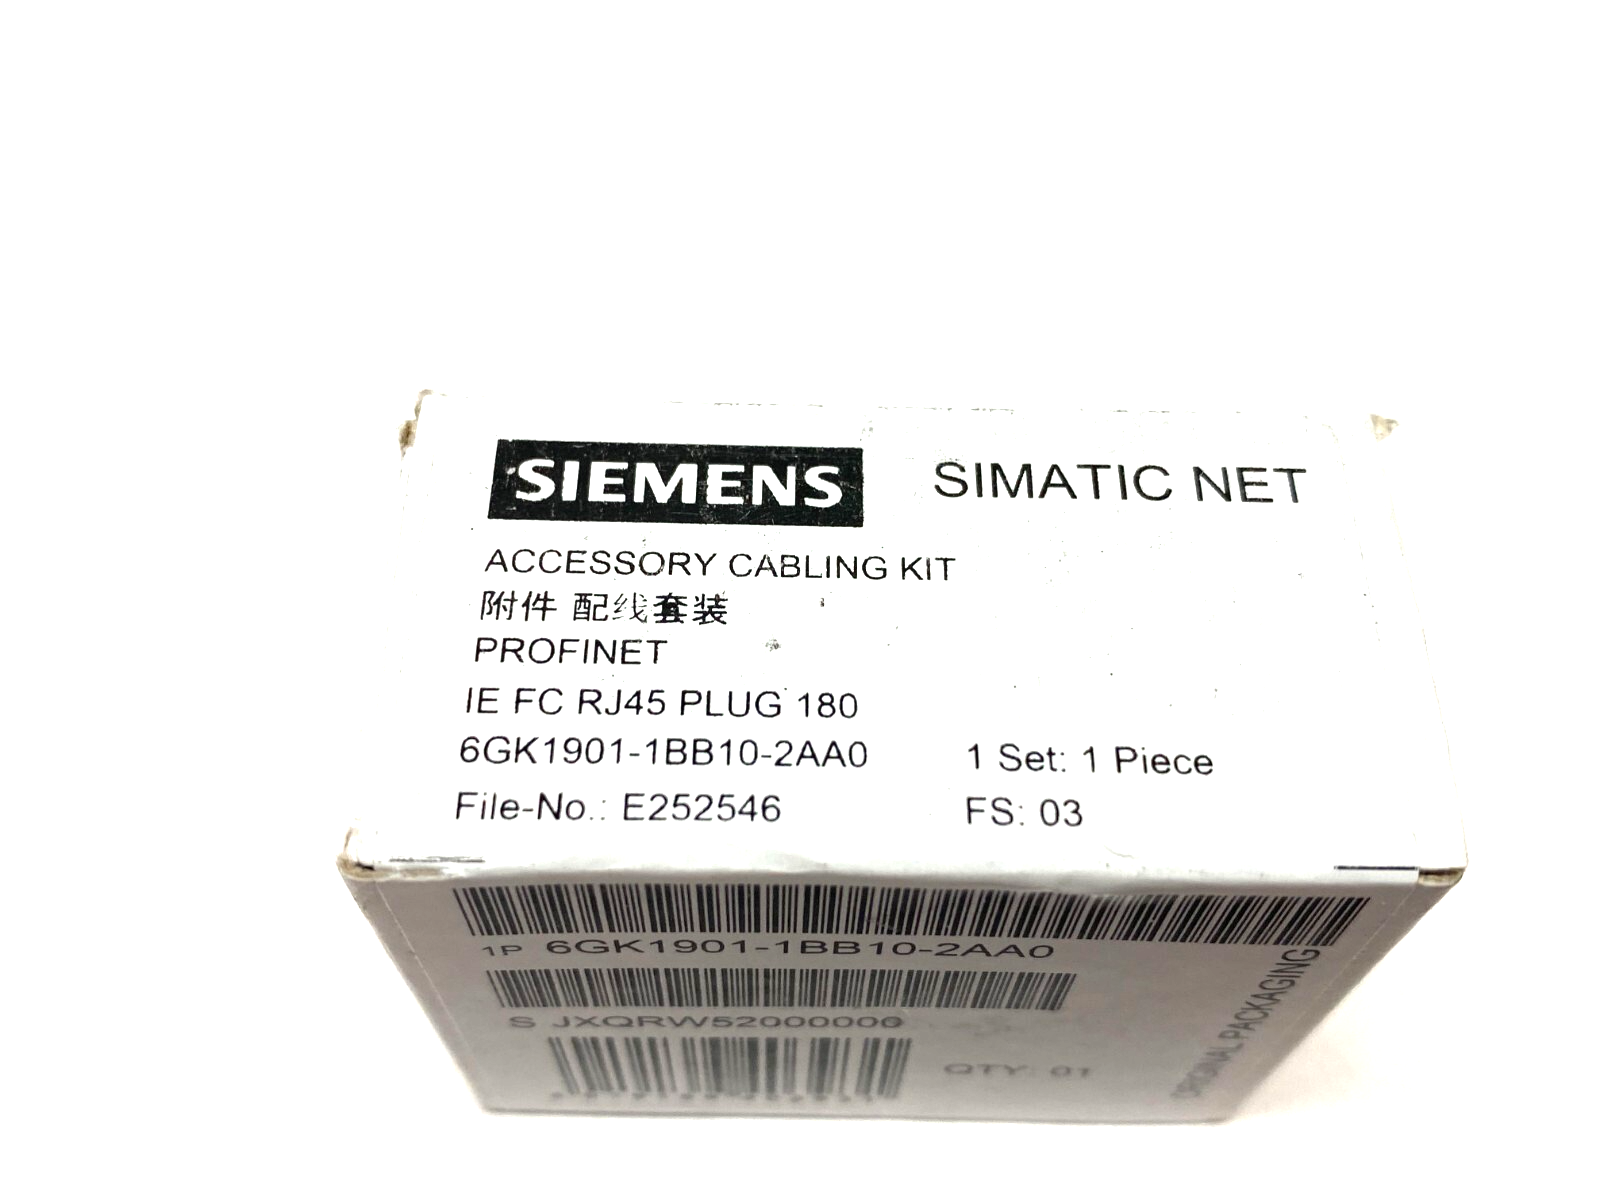 SIEMENS SIMATIC NET
ACCESSORY CABLING KIT
附件 配线套装
PROFINET
IE FC RJ45 PLUG 180
6GK1901-1BB10-2AA0 1 Set: 1 Piece
File-No.: E252546 FS: 03
1P 6GK1901-1BB10-2AA0
S JXQRW52000000
QTY: 01
ORIGINAL PACKAGING